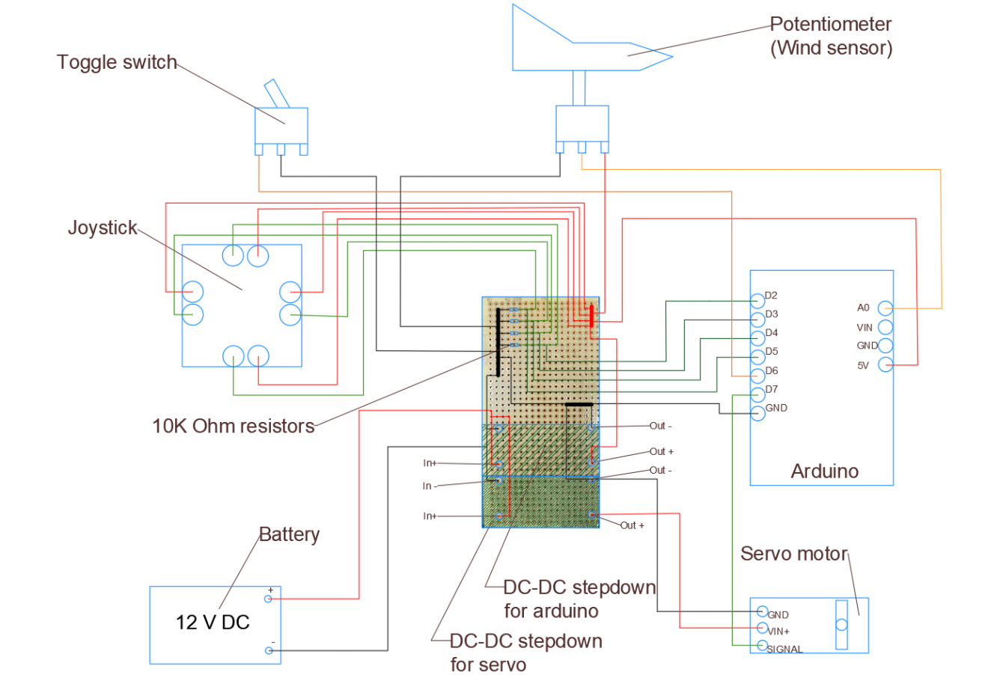 Potentiometer
(Wind sensor)
Toggle switch
Joystick
D2
D3
D4
D5
D6
D7
GND
A0
VIN
GND
5V
Arduino
10K Ohm resistors
Out -
Out +
Out -
Out +
In+
In -
In+
Battery
+
12 V DC
-
DC-DC stepdown
for arduino
DC-DC stepdown
for servo
Servo motor
GND
VIN+
SIGNAL